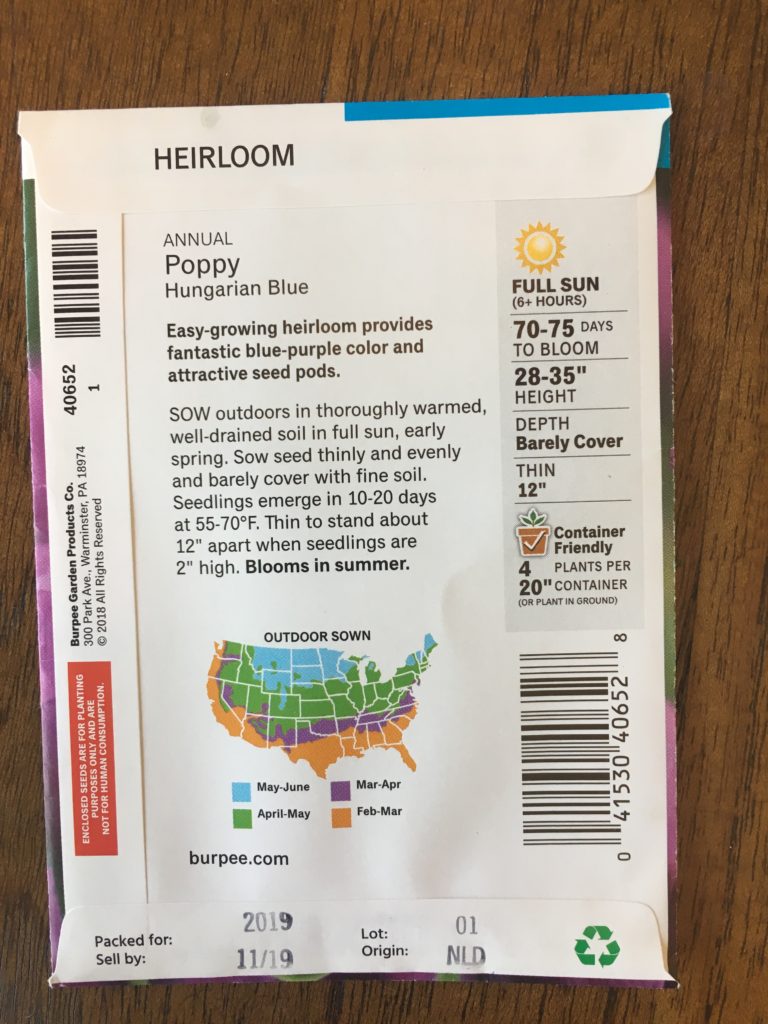 HEIRLOOM
ANNUAL
Poppy
Hungarian Blue
Easy-growing heirloom provides
fantastic blue-purple color and
attractive seed pods.
SOW outdoors in thoroughly warmed,
well-drained soil in full sun, early
spring. Sow seed thinly and evenly
and barely cover with fine soil.
Seedlings emerge in 10-20 days
at 55-70°F. Thin to stand about
12" apart when seedlings are
2" high. Blooms in summer.
FULL SUN
(6+ HOURS)
70-75 DAYS
TO BLOOM
28-35"
HEIGHT
DEPTH
Barely Cover
THIN
12"
Container
Friendly
4 PLANTS PER
20" CONTAINER
(OR PLANT IN GROUND)
40652
1
Burpee Garden Products Co.
300 Park Ave., Warminster, PA 18974
© 2018 All Rights Reserved
ENCLOSED SEEDS ARE FOR PLANTING
PURPOSES ONLY AND ARE
NOT FOR HUMAN CONSUMPTION.
OUTDOOR SOWN
May-June
Mar-Apr
April-May
Feb-Mar
burpee.com
0 41530 40652 8
Packed for: 2019
Sell by: 11/19
Lot: 01
Origin: NLD